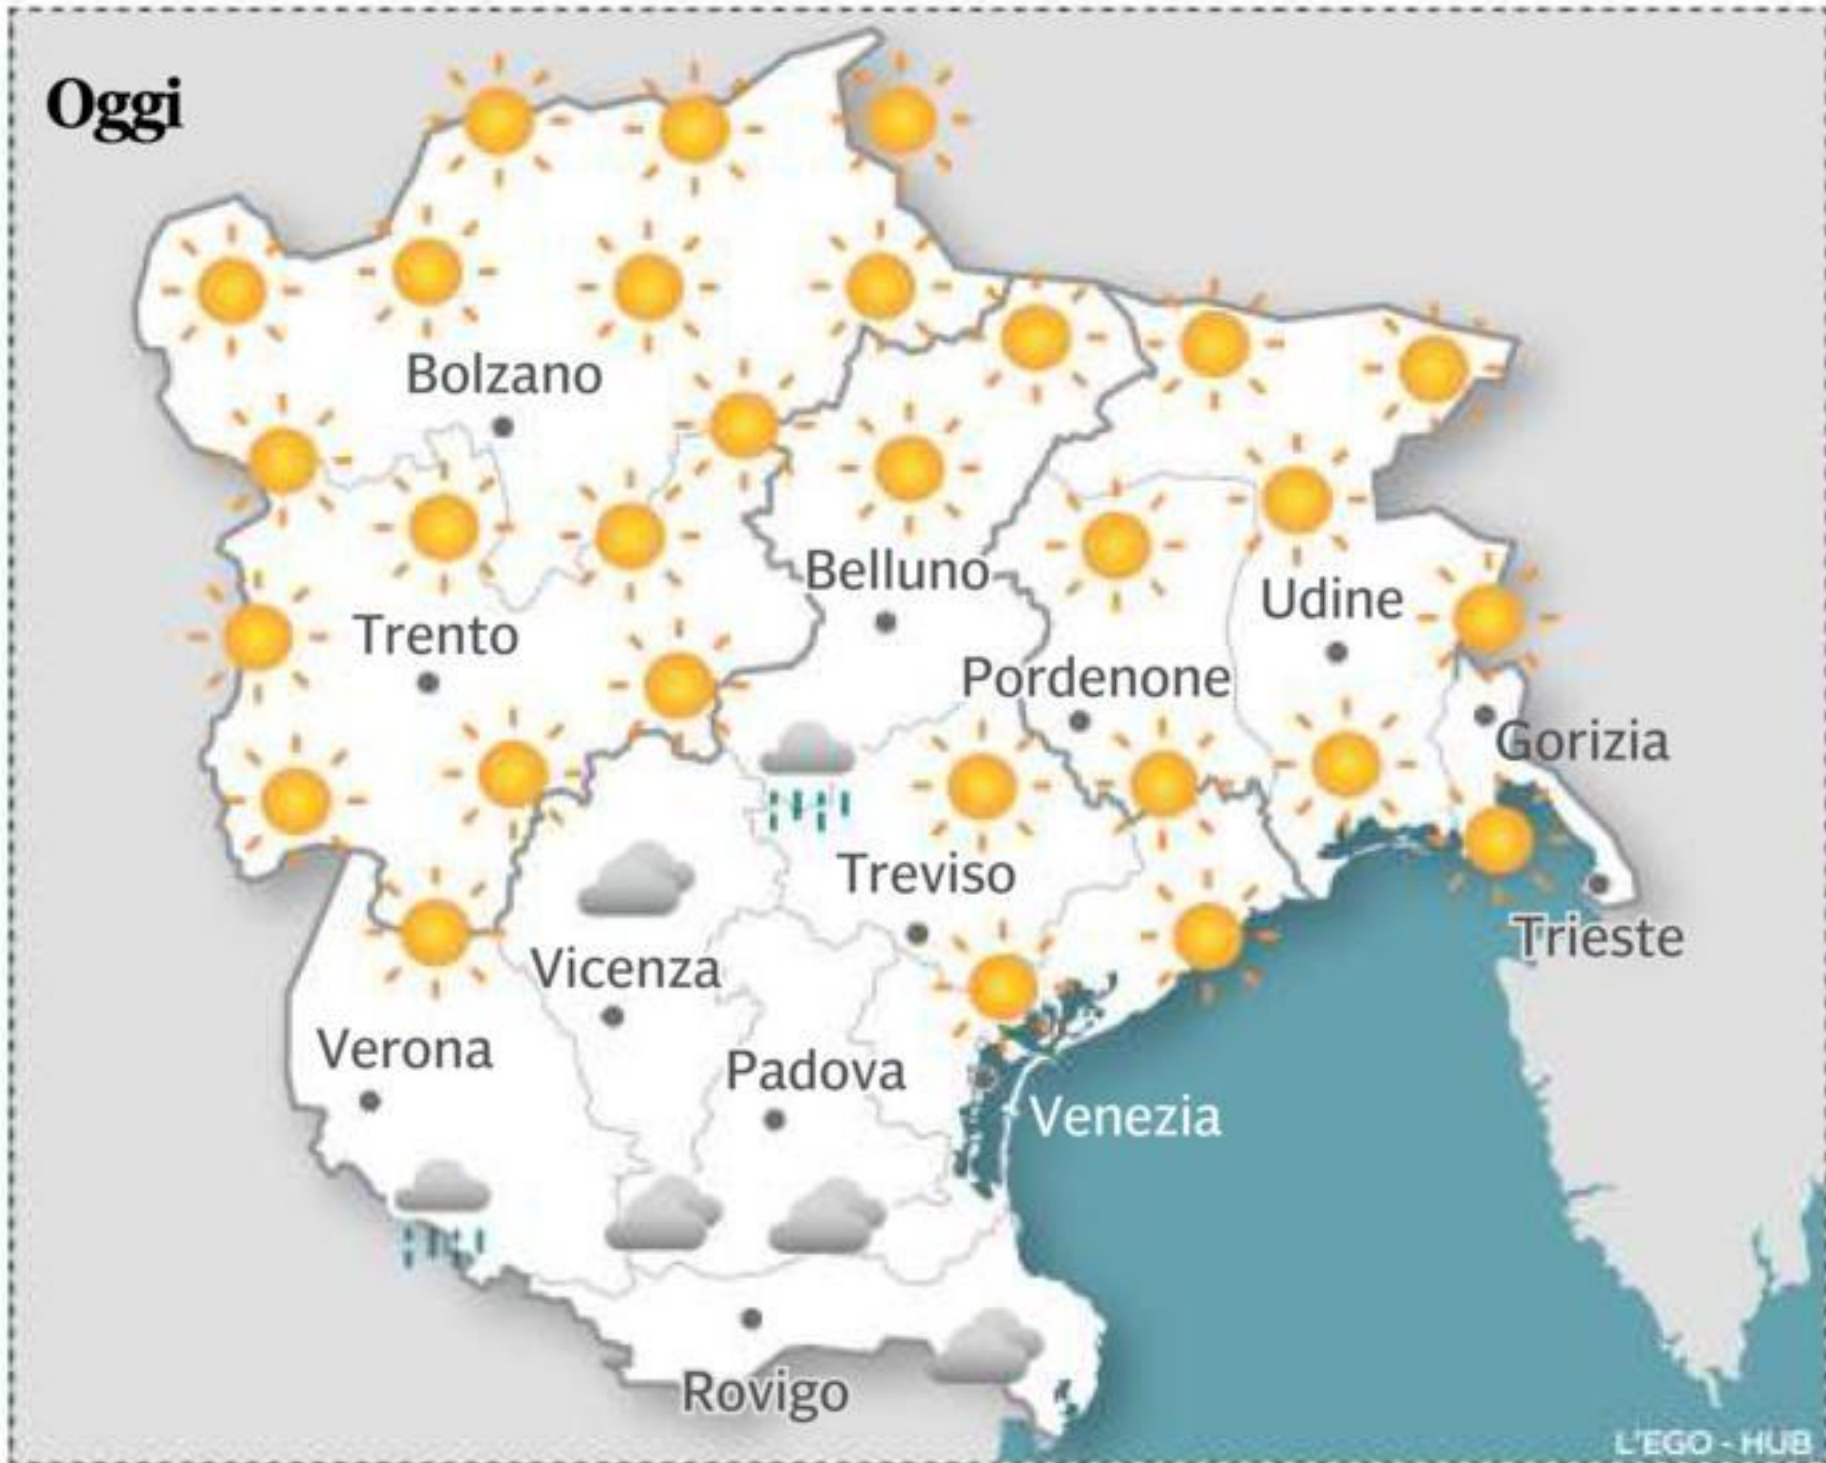 Oggi
Bolzano
Belluno
Trento
Udine
Pordenone
Gorizia
Treviso
Trieste
Vicenza
Verona
Padova
Venezia
Rovigo
L'EGO - HUB